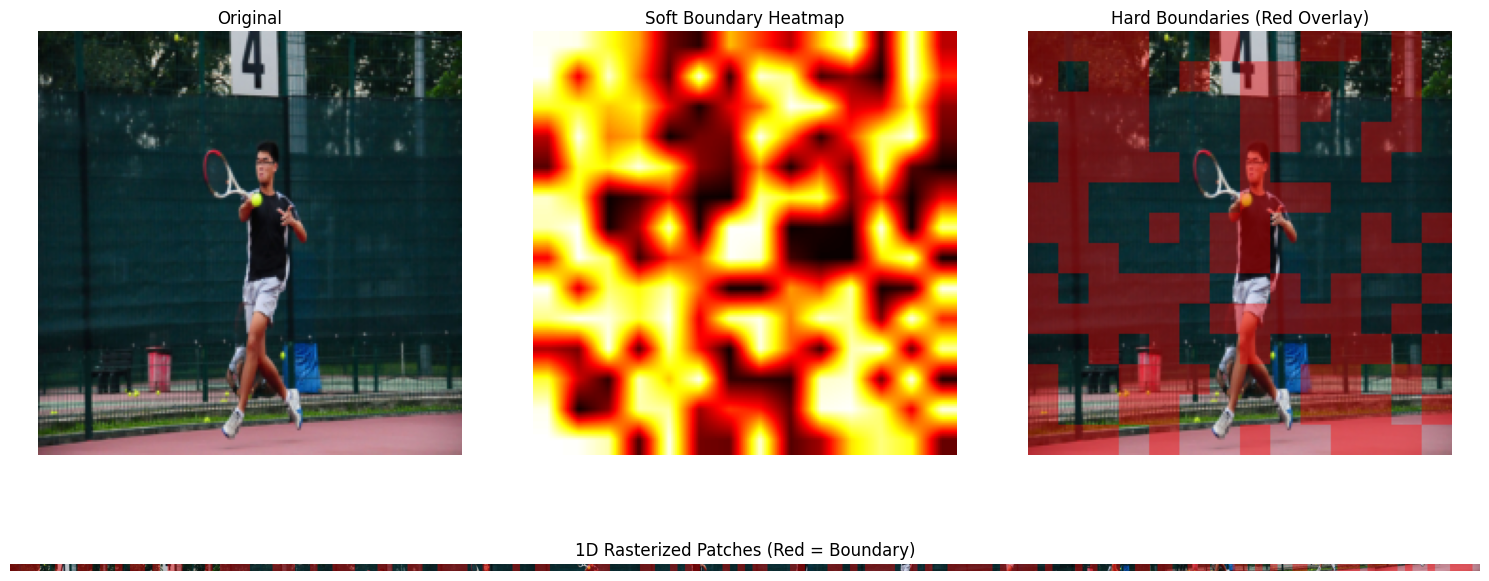 Original
Soft Boundary Heatmap
Hard Boundaries (Red Overlay)
4
4
1D Rasterized Patches (Red = Boundary)